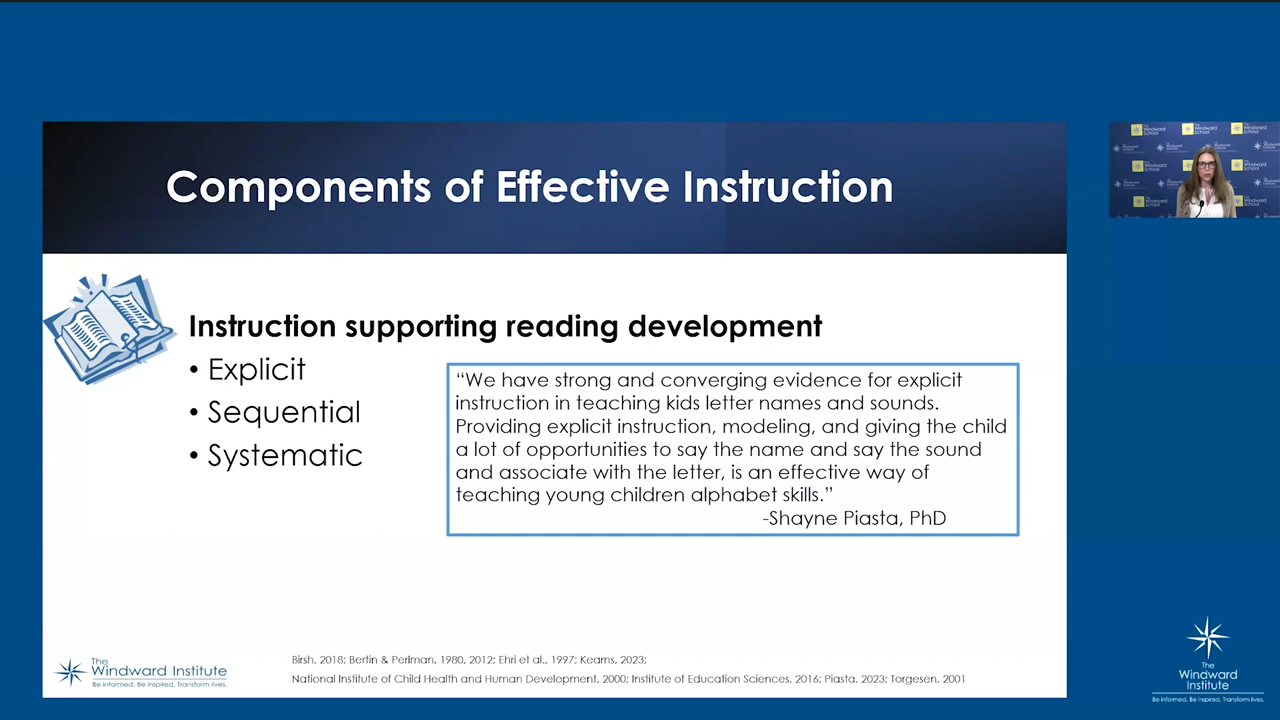 Components of Effective Instruction
Instruction supporting reading development
• Explicit
• Sequential
• Systematic
“We have strong and converging evidence for explicit
instruction in teaching kids letter names and sounds.
Providing explicit instruction, modeling, and giving the child
a lot of opportunities to say the name and say the sound
and associate with the letter, is an effective way of
teaching young children alphabet skills.”
-Shayne Piasta, PhD
The
Windward Institute
Be informed. Be inspired. Transform lives.
Birsh, 2018; Bertin & Perlman, 1980, 2012; Ehri et al., 1997; Kearns, 2023;
National Institute of Child Health and Human Development, 2000; Institute of Education Sciences, Piasta, 2023; Torgesen, 2001
The
Windward
Institute
Be informed. Be inspired. Transform lives.